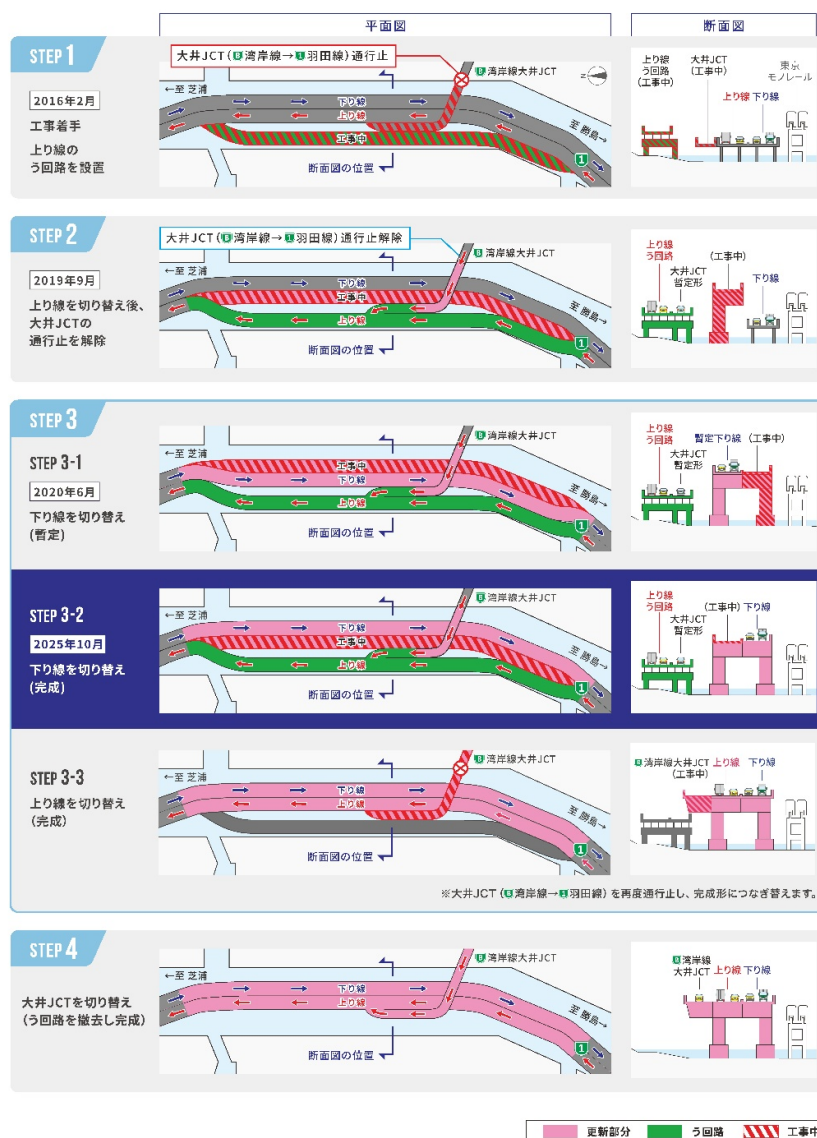 平面図
断面図
STEP 1
2016年2月
工事着手
上り線の
う回路を設置
大井JCT(B湾岸線→1羽田線)通行止
B湾岸線大井JCT
←至 芝浦
下り線
上り線
工事中
至 勝島→
断面図の位置
1
N
上り線
う回路
(工事中)
大井JCT
(工事中)
東京
モノレール
上り線 下り線
STEP 2
2019年9月
上り線を切り替え後、
大井JCTの
通行止を解除
大井JCT(B湾岸線→1羽田線)通行止解除
B湾岸線大井JCT
←至 芝浦
下り線
工事中
上り線
至 勝島→
断面図の位置
1
上り線
う回路
大井JCT
暫定形
(工事中)
下り線
STEP 3
STEP 3-1
2020年6月
下り線を切り替え
(暫定)
B湾岸線大井JCT
←至 芝浦
工事中
下り線
上り線
至 勝島→
断面図の位置
1
上り線
う回路
大井JCT
暫定形
暫定下り線 (工事中)
STEP 3-2
2025年10月
下り線を切り替え
(完成)
B湾岸線大井JCT
←至 芝浦
下り線
工事中
上り線
至 勝島→
断面図の位置
1
上り線
う回路
大井JCT
暫定形
(工事中) 下り線
STEP 3-3
上り線を切り替え
(完成)
B湾岸線大井JCT
←至 芝浦
下り線
上り線
至 勝島→
断面図の位置
1
B湾岸線大井JCT 上り線 下り線
(工事中)
※大井JCT(B湾岸線→1羽田線)を再度通行止し、完成形につなぎ替えます。
STEP 4
大井JCTを切り替え
(う回路を撤去し完成)
B湾岸線大井JCT
←至 芝浦
下り線
上り線
至 勝島→
断面図の位置
1
B湾岸線
大井JCT 上り線 下り線
更新部分 う回路 工事中